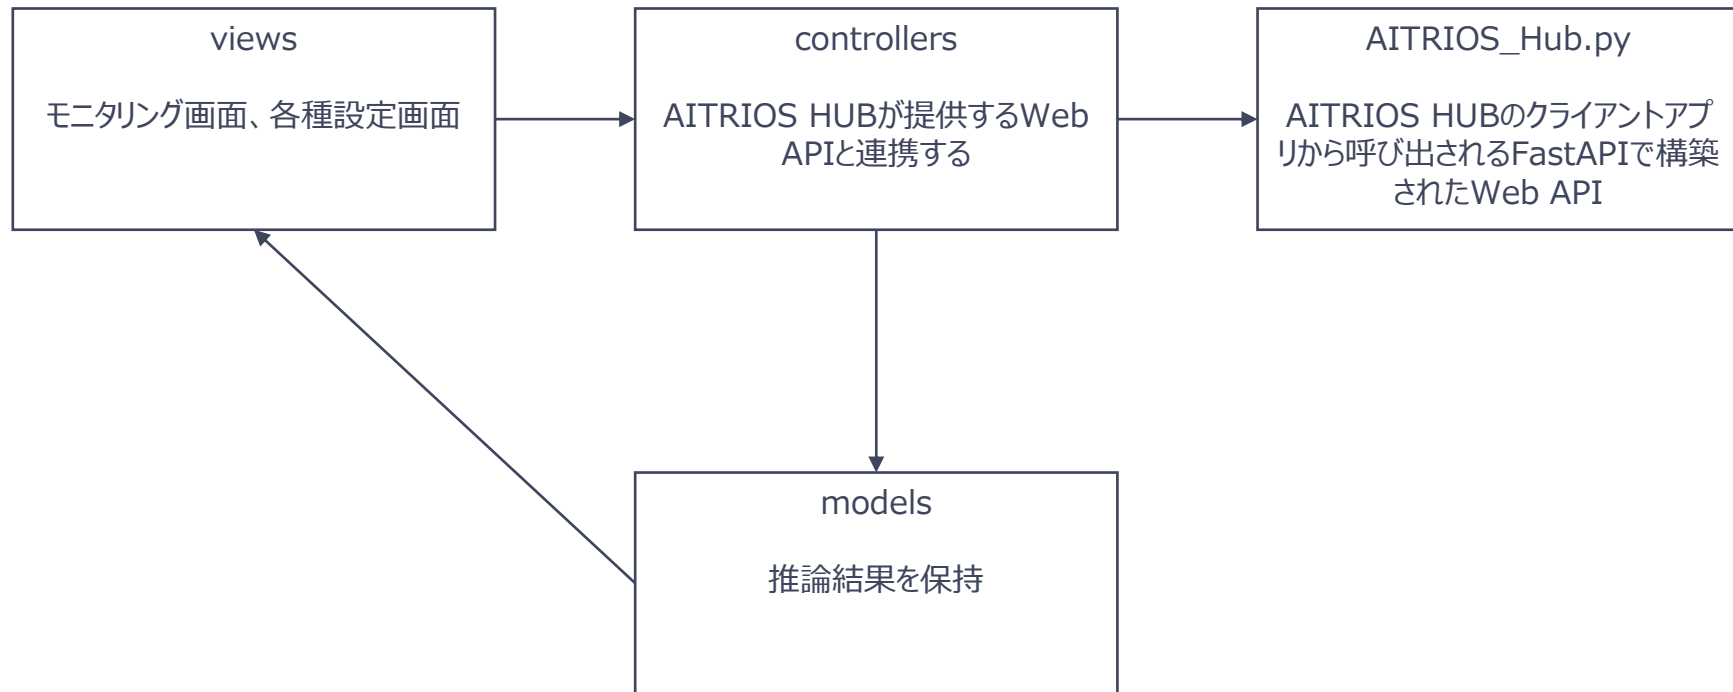 views
モニタリング画面、各種設定画面
controllers
AITRIOS HUBが提供するWeb
APIと連携する
AITRIOS_Hub.py
AITRIOS HUBのクライアントアプ
リから呼び出されるFastAPIで構築
されたWeb API
models
推論結果を保持